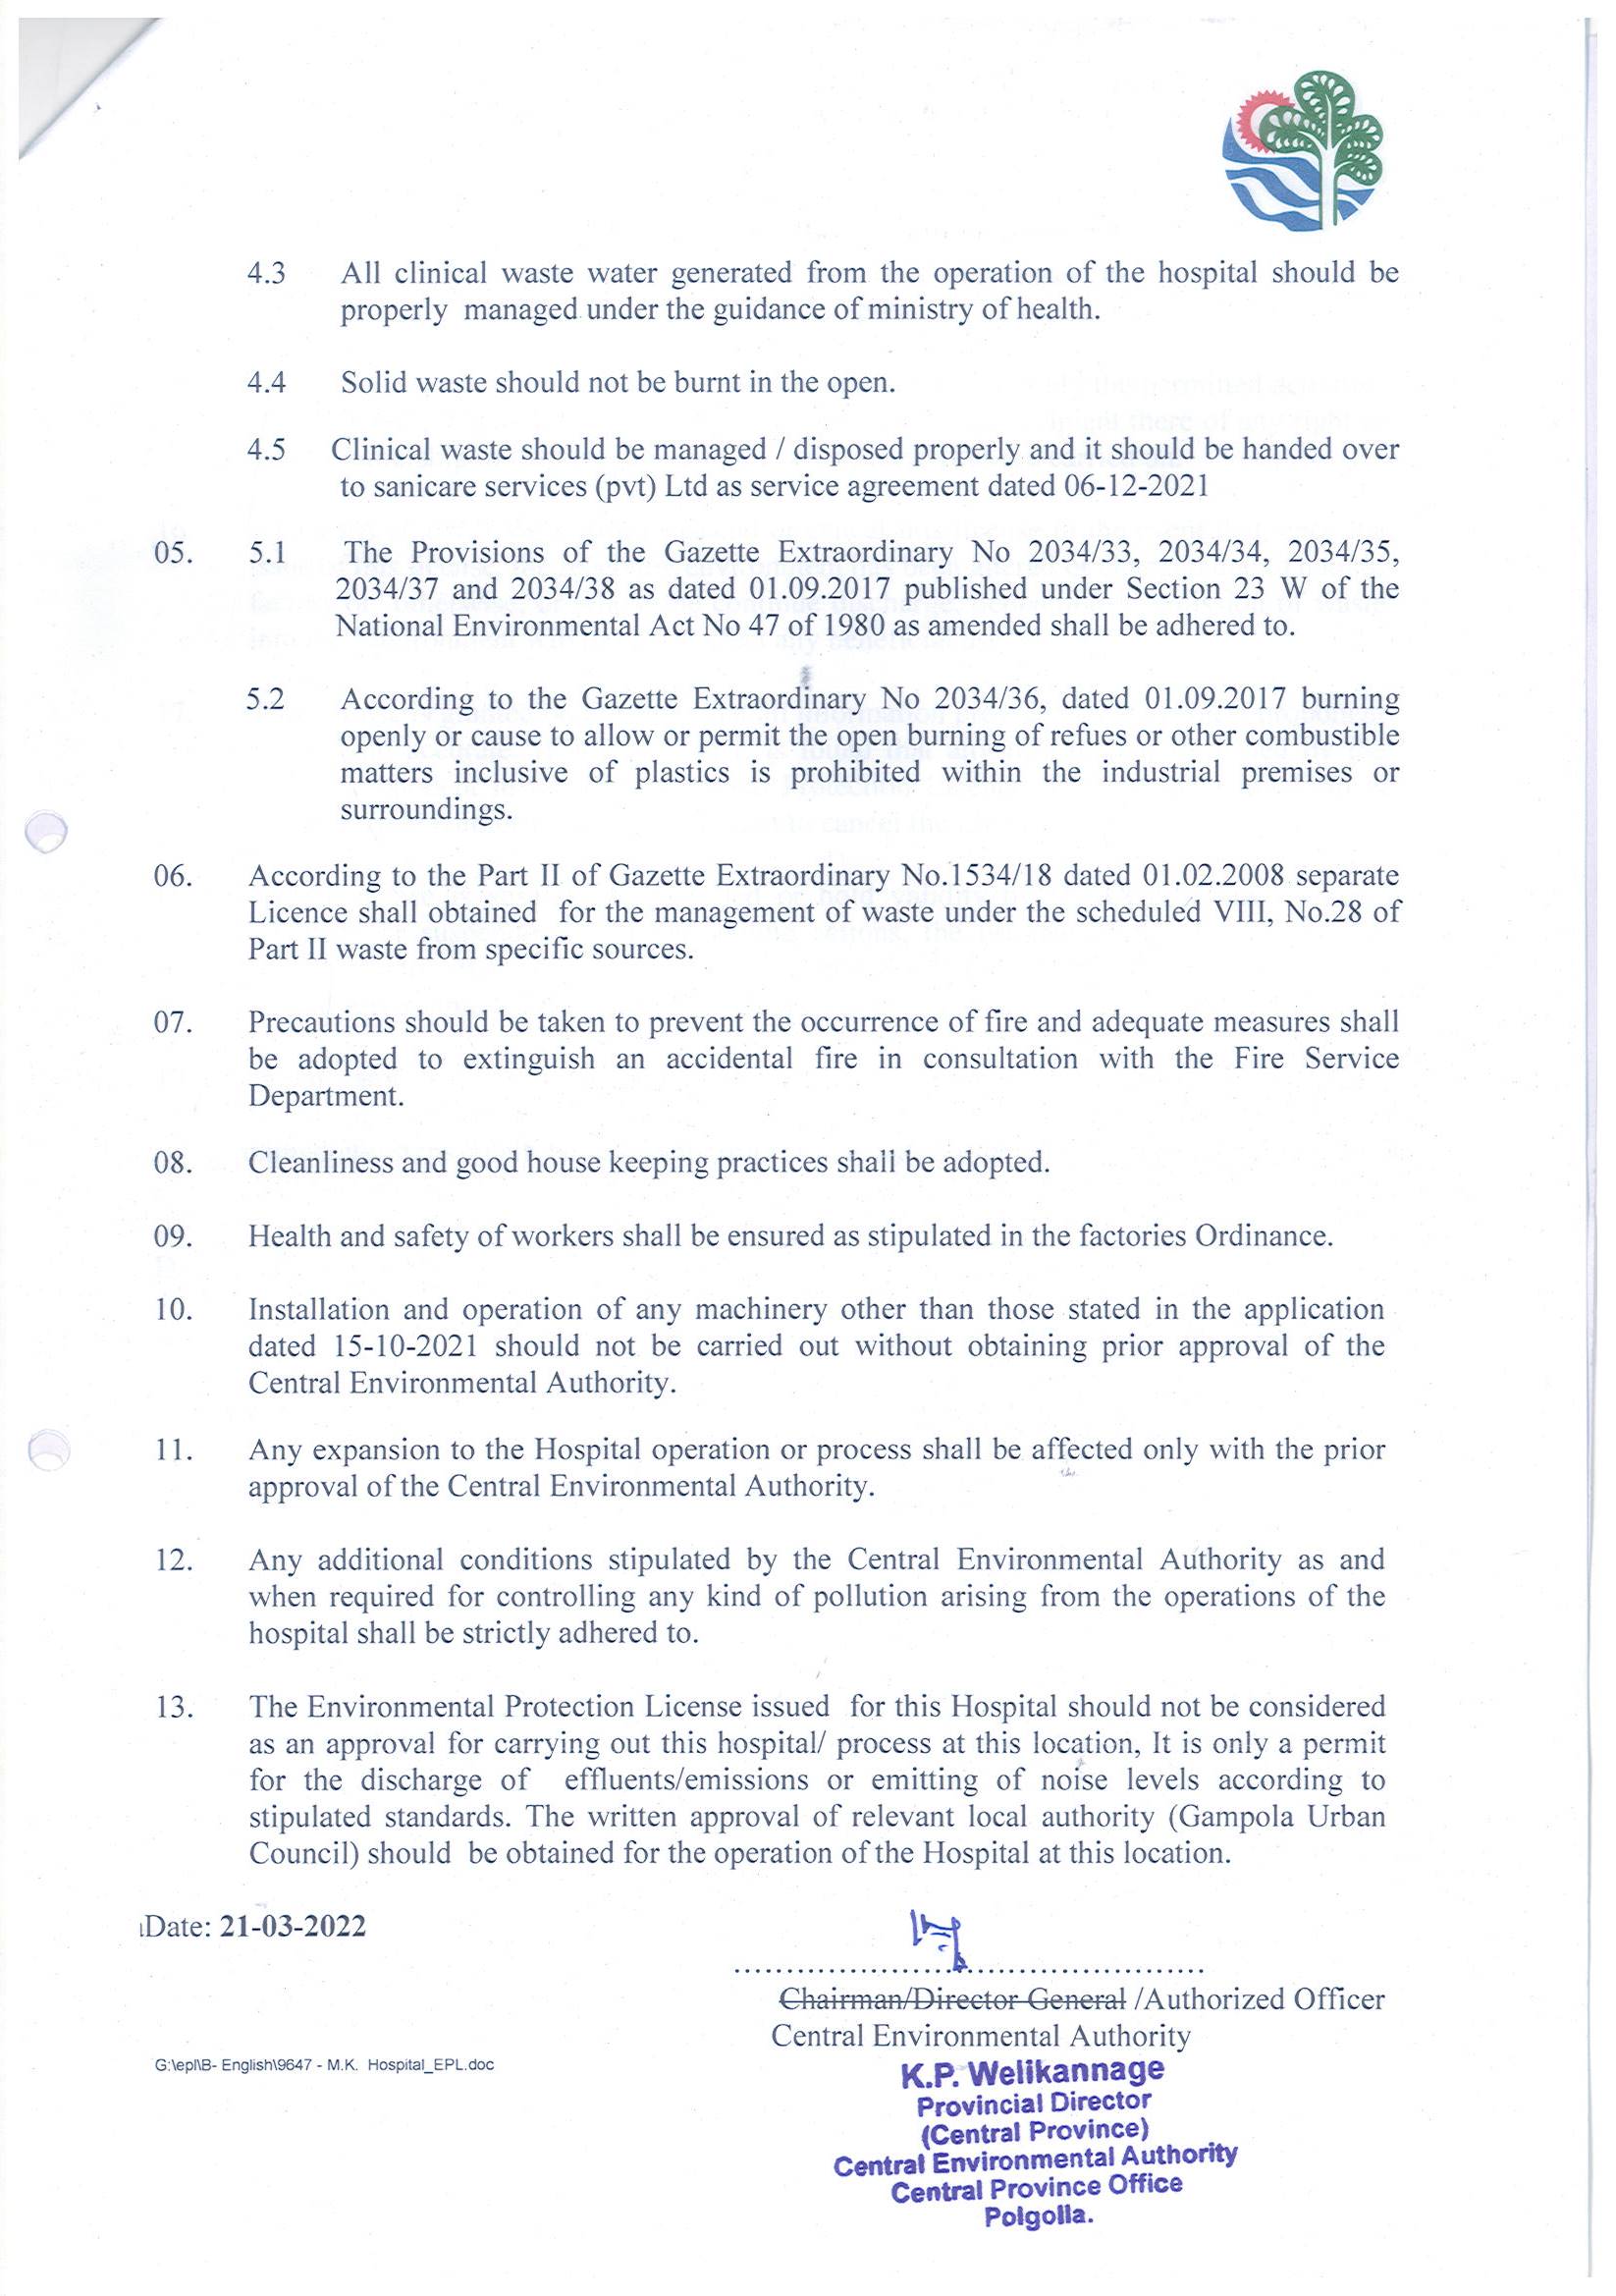 4.3 All clinical waste water generated from the operation of the hospital should be
properly managed under the guidance of ministry of health.
4.4 Solid waste should not be burnt in the open.
4.5 Clinical waste should be managed / disposed properly and it should be handed over
to sanicare services (pvt) Ltd as service agreement dated 06-12-2021
05. 5.1 The Provisions of the Gazette Extraordinary No 2034/33, 2034/34, 2034/35,
2034/37 and 2034/38 as dated 01.09.2017 published under Section 23 W of the
National Environmental Act No 47 of 1980 as amended shall be adhered to.
5.2 According to the Gazette Extraordinary No 2034/36, dated 01.09.2017 burning
openly or cause to allow or permit the open burning of refues or other combustible
matters inclusive of plastics is prohibited within the industrial premises or
surroundings.
06. According to the Part II of Gazette Extraordinary No.1534/18 dated 01.02.2008 separate
Licence shall obtained for the management of waste under the scheduled VIII, No.28 of
Part II waste from specific sources.
07. Precautions should be taken to prevent the occurrence of fire and adequate measures shall
be adopted to extinguish an accidental fire in consultation with the Fire Service
Department.
08. Cleanliness and good house keeping practices shall be adopted.
09. Health and safety of workers shall be ensured as stipulated in the factories Ordinance.
10. Installation and operation of any machinery other than those stated in the application
dated 15-10-2021 should not be carried out without obtaining prior approval of the
Central Environmental Authority.
11. Any expansion to the Hospital operation or process shall be affected only with the prior
approval of the Central Environmental Authority.
12. Any additional conditions stipulated by the Central Environmental Authority as and
when required for controlling any kind of pollution arising from the operations of the
hospital shall be strictly adhered to.
13. The Environmental Protection License issued for this Hospital should not be considered
as an approval for carrying out this hospital/ process at this location, It is only a permit
for the discharge of effluents/emissions or emitting of noise levels according to
stipulated standards. The written approval of relevant local authority (Gampola Urban
Council) should be obtained for the operation of the Hospital at this location.
Date: 21-03-2022
Chairman/Director General /Authorized Officer
Central Environmental Authority
G:\epl\B- English\9647 - M.K. Hospital_EPL.doc
K.P. Welikannage
Provincial Director
(Central Province)
Central Environmental Authority
Central Province Office
Polgolla.